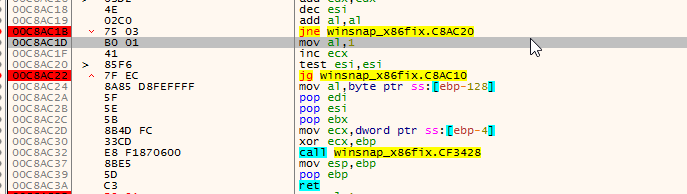 00C8AC18 4E dec esi
00C8AC19 02C0 add al,al
00C8AC1B 75 03 jne winsnap_x86fix.C8AC20
00C8AC1D B0 01 mov al,1
00C8AC1F 41 inc ecx
00C8AC20 > 85F6 test esi,esi
00C8AC22 7F EC jg winsnap_x86fix.C8AC10
00C8AC24 8A85 D8FEFFFF mov al,byte ptr ss:[ebp-128]
00C8AC2A 5F pop edi
00C8AC2B 5E pop esi
00C8AC2C 5B pop ebx
00C8AC2D 8B4D FC mov ecx,dword ptr ss:[ebp-4]
00C8AC30 33CD xor ecx,ebp
00C8AC32 E8 F1870600 call winsnap_x86fix.CF3428
00C8AC37 8BE5 mov esp,ebp
00C8AC39 5D pop ebp
00C8AC3A C3 ret